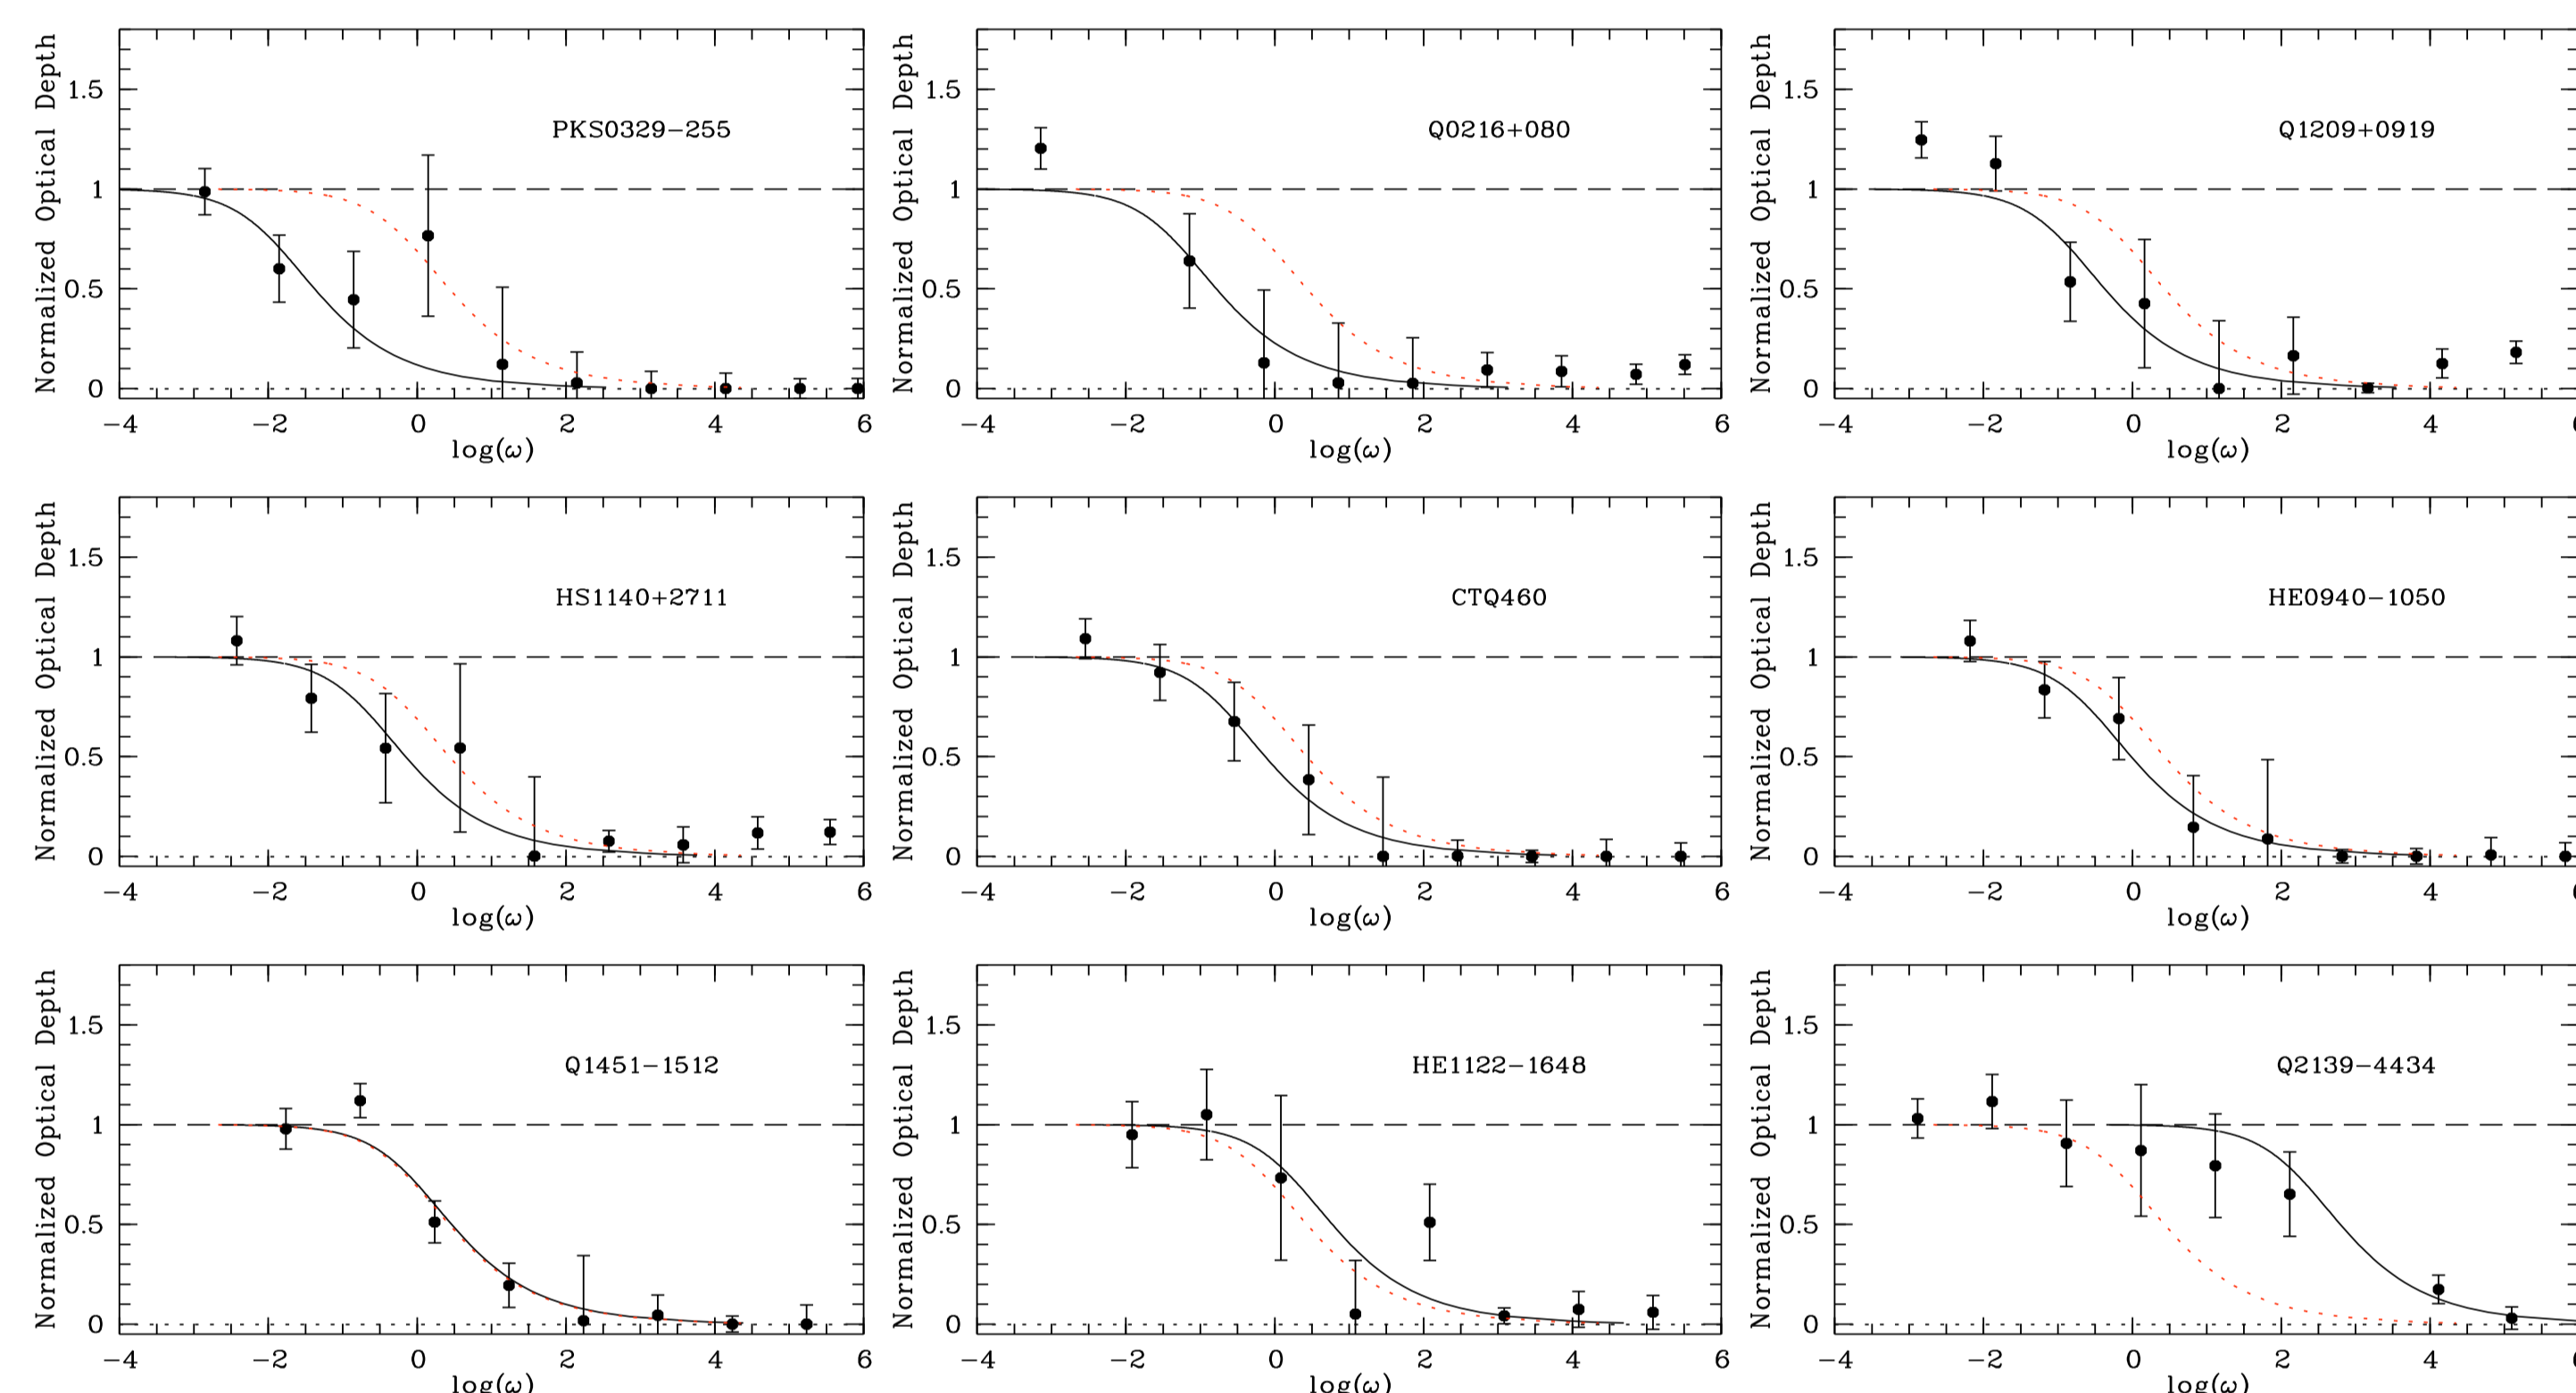 Normalized Optical Depth
1.5
1
0.5
0
PKS0329−255
−4 −2 0 2 4 6
log(ω)
Normalized Optical Depth
1.5
1
0.5
0
Q0216+080
−4 −2 0 2 4 6
log(ω)
Normalized Optical Depth
1.5
1
0.5
0
Q1209+0919
−4 −2 0 2 4
log(ω)
Normalized Optical Depth
1.5
1
0.5
0
HS1140+2711
−4 −2 0 2 4 6
log(ω)
Normalized Optical Depth
1.5
1
0.5
0
CTQ460
−4 −2 0 2 4 6
log(ω)
Normalized Optical Depth
1.5
1
0.5
0
HE0940−1050
−4 −2 0 2 4
log(ω)
Normalized Optical Depth
1.5
1
0.5
0
Q1451−1512
−4 −2 0 2 4 6
log(ω)
Normalized Optical Depth
1.5
1
0.5
0
HE1122−1648
−4 −2 0 2 4 6
log(ω)
Normalized Optical Depth
1.5
1
0.5
0
Q2139−4434
−4 −2 0 2 4
log(ω)